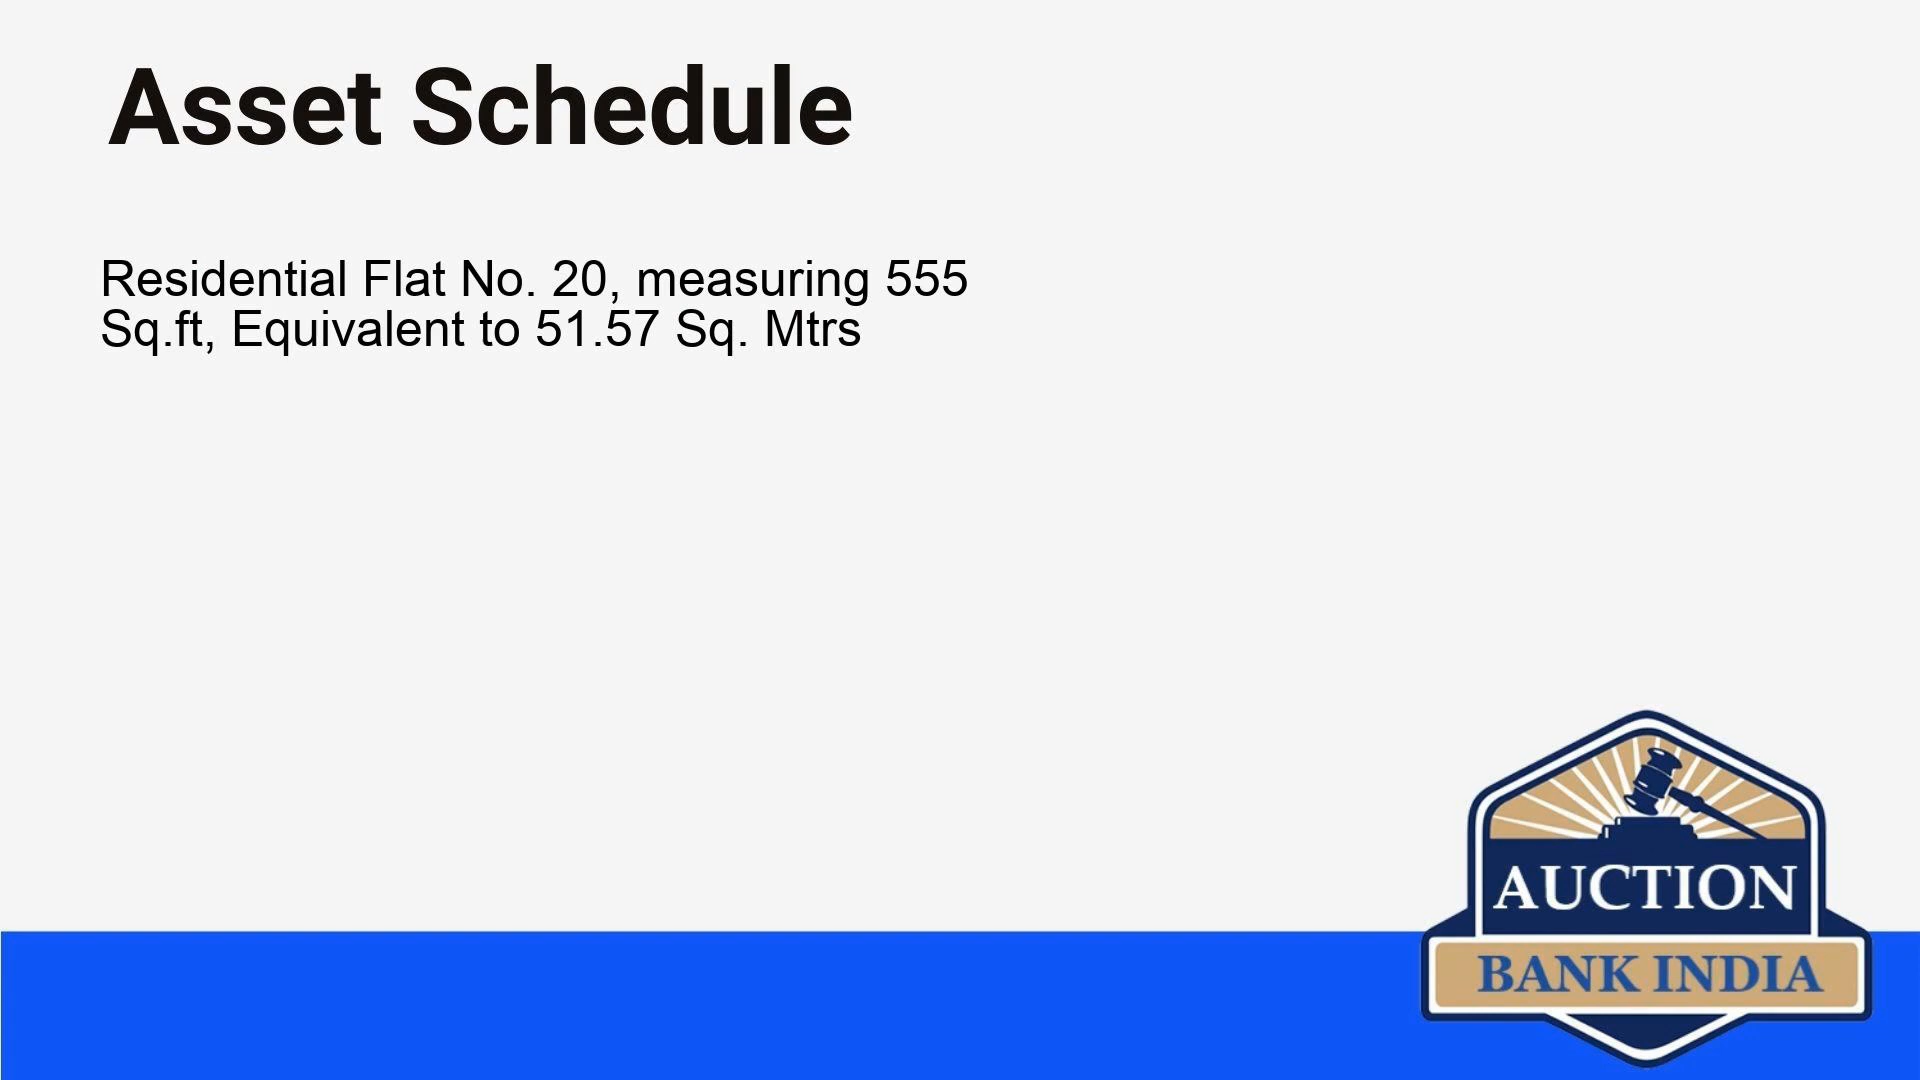 Asset Schedule
Residential Flat No. 20, measuring 555
Sq.ft, Equivalent to 51.57 Sq. Mtrs
AUCTION
BANK INDIA